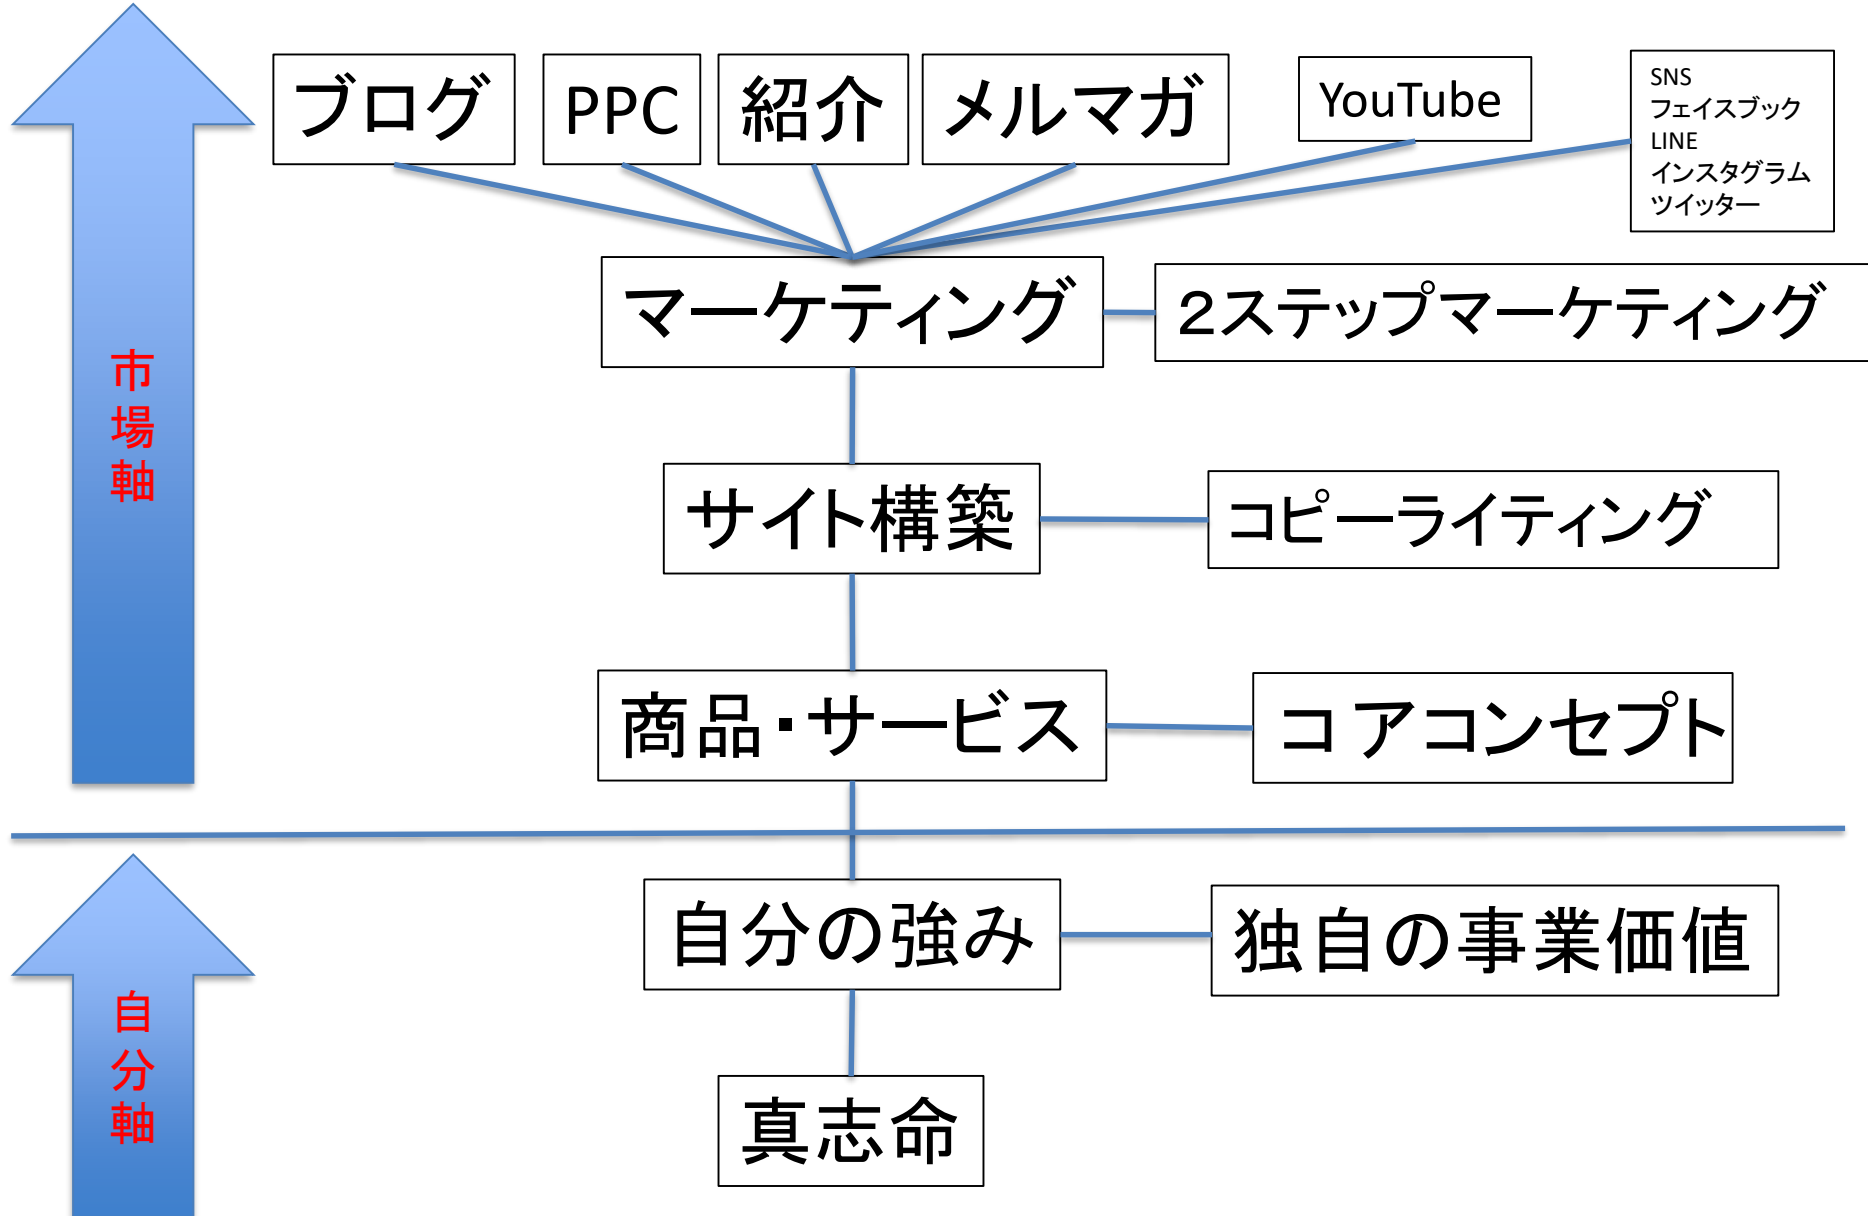 ブログ
PPC
紹介
メルマガ
YouTube
SNS
フェイスブック
LINE
インスタグラム
ツイッター
マーケティング
２ステップマーケティング
市場軸
サイト構築
コピーライティング
商品・サービス
コアコンセプト
自分の強み
独自の事業価値
自分軸
真志命